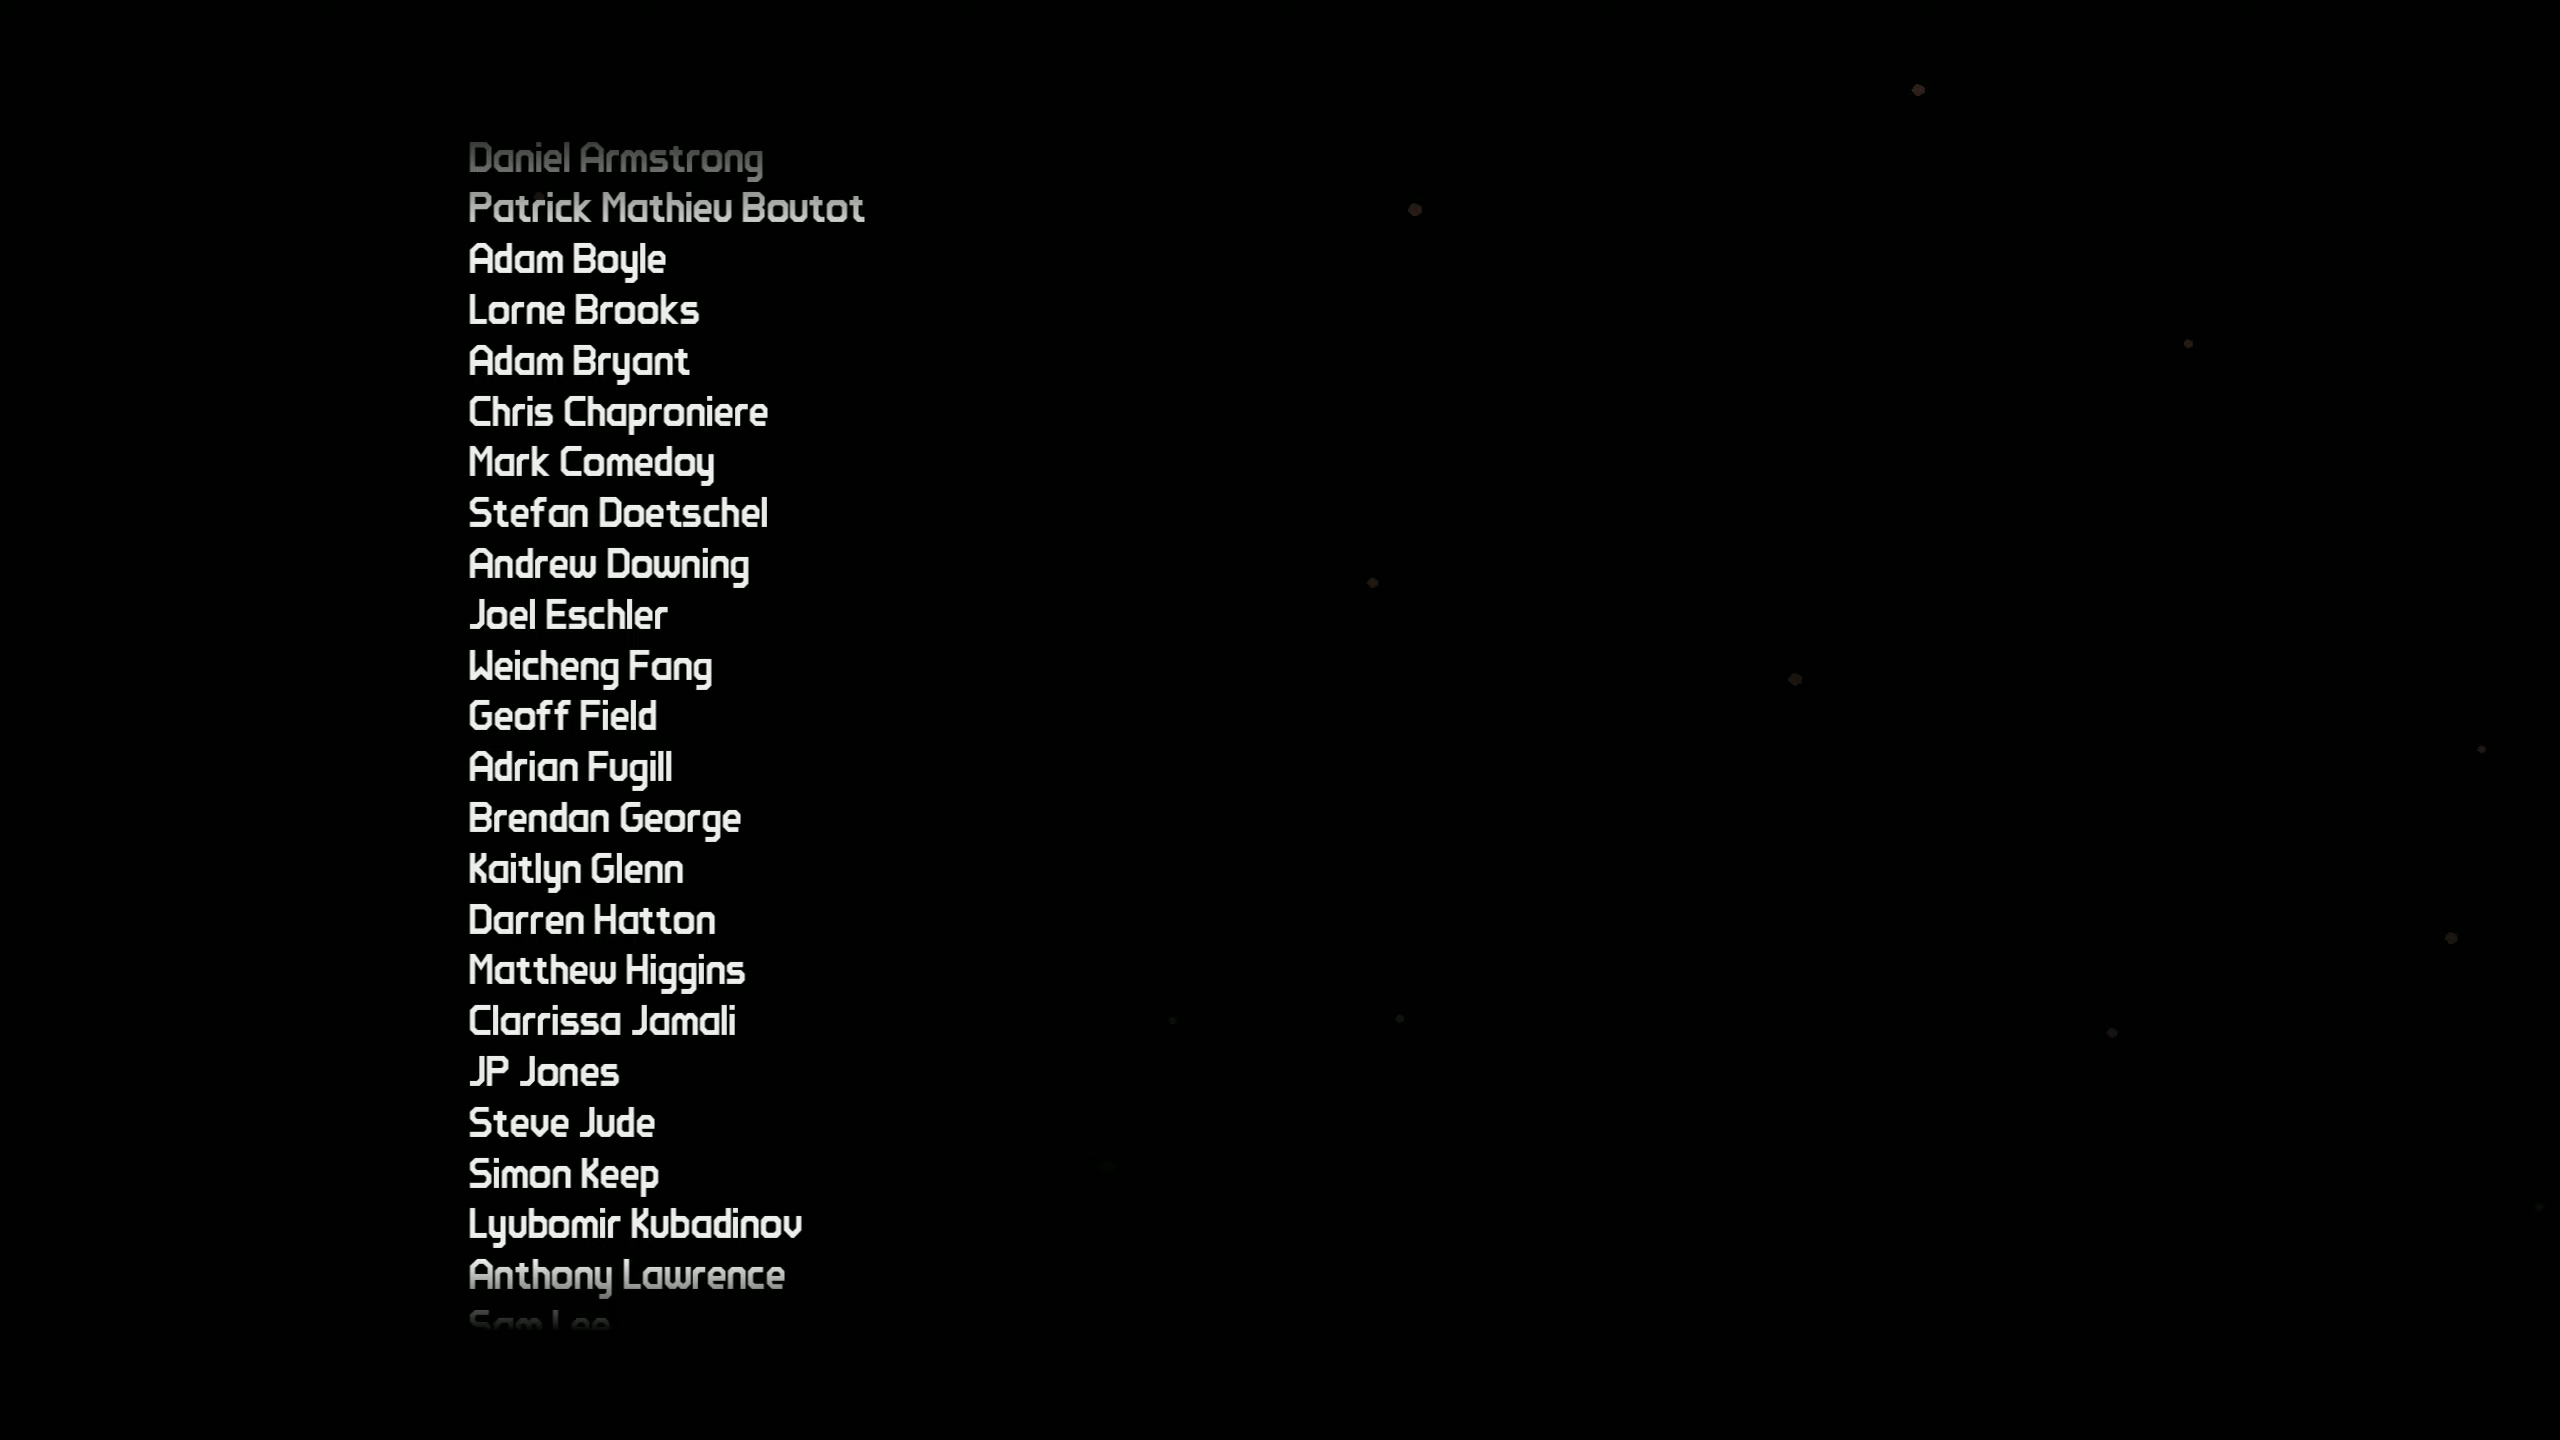 Daniel Armstrong
Patrick Mathieu Boutot
Adam Boyle
Lorne Brooks
Adam Bryant
Chris Chaproniere
Mark Comedoy
Stefan Doetschel
Andrew Downing
Joel Eschler
Weicheng Fang
Geoff Field
Adrian Fugill
Brendan George
Kaitlyn Glenn
Darren Hatton
Matthew Higgins
Clarrissa Jamali
JP Jones
Steve Jude
Simon Keep
Lyubomir Kubadinov
Anthony Lawrence
Sam Lee